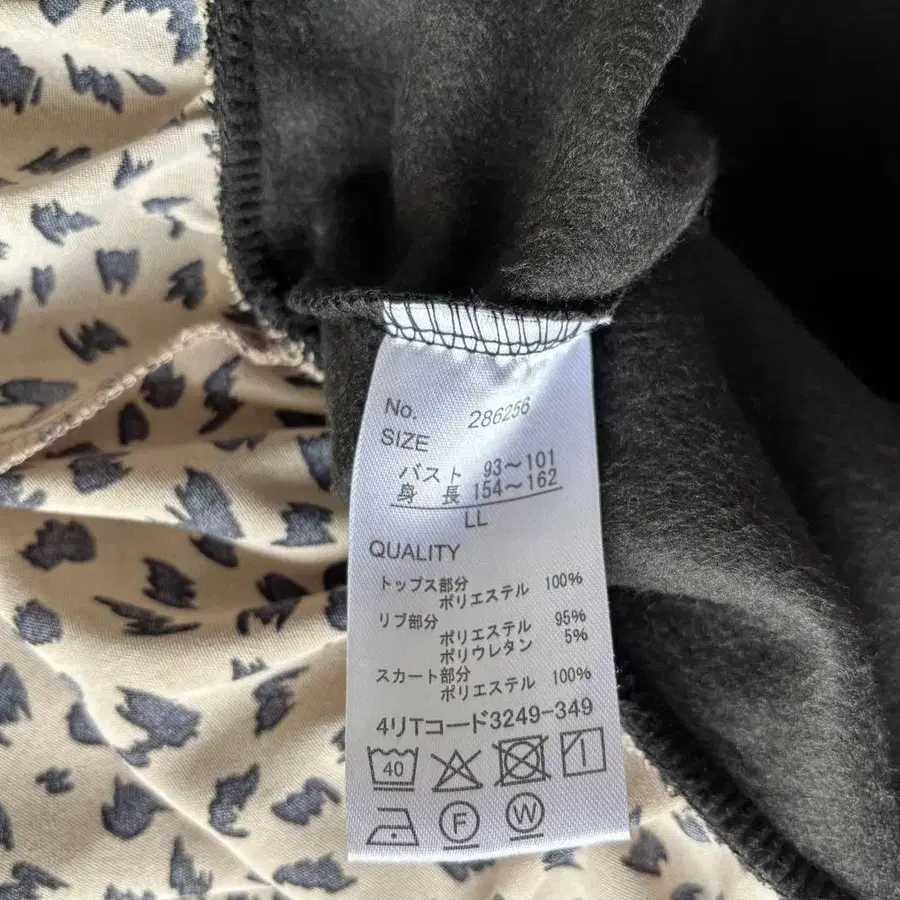 No. 286256
SIZE
バスト 93～101
身 長 154～162
LL
QUALITY
トップス部分
ポリエステル 100%
リブ部分
ポリエステル 95%
ポリウレタン 5%
スカート部分
ポリエステル 100%
4リTコード3249-349
40
F W